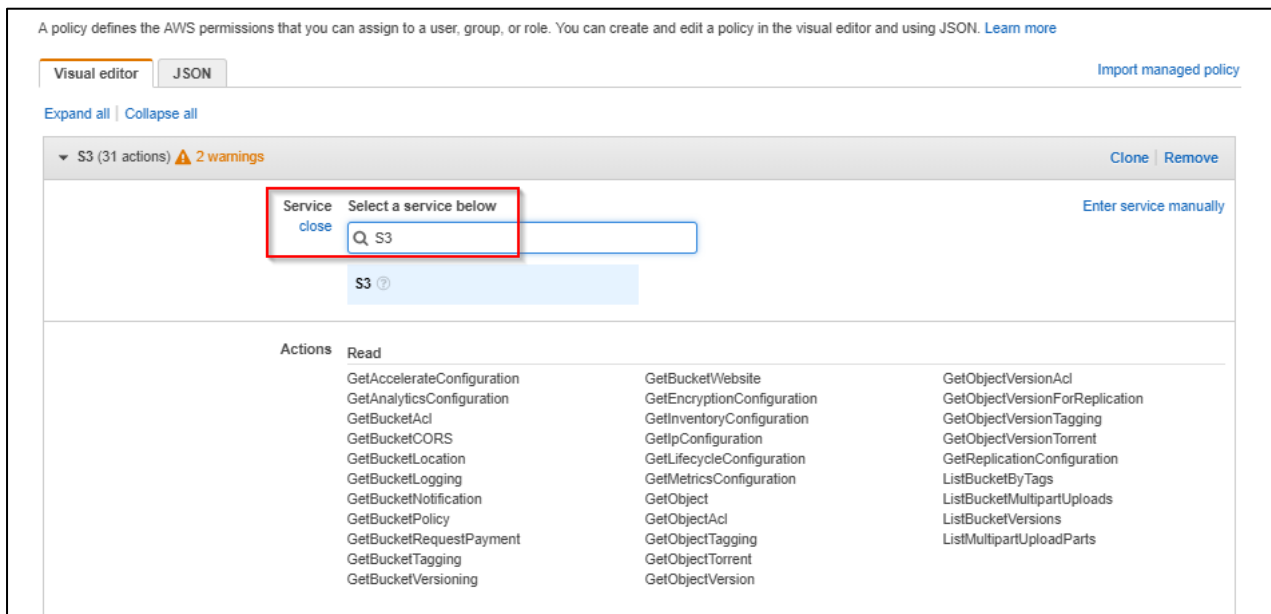 A policy defines the AWS permissions that you can assign to a user, group, or role. You can create and edit a policy in the visual editor and using JSON. Learn more
Visual editor JSON Import managed policy
Expand all | Collapse all
S3 (31 actions) 2 warnings Clone | Remove
Service Select a service below Enter service manually
close S3
S3 ?
Actions Read
GetAccelerateConfiguration GetBucketWebsite GetObjectVersionAcl
GetAnalyticsConfiguration GetEncryptionConfiguration GetObjectVersionForReplication
GetBucketAcl GetInventoryConfiguration GetObjectVersionTagging
GetBucketCORS GetIpConfiguration GetObjectVersionTorrent
GetBucketLocation GetLifecycleConfiguration GetReplicationConfiguration
GetBucketLogging GetMetricsConfiguration ListBucketByTags
GetBucketNotification GetObject ListBucketMultipartUploads
GetBucketPolicy GetObjectAcl ListBucketVersions
GetBucketRequestPayment GetObjectTagging ListMultipartUploadParts
GetBucketTagging GetObjectTorrent
GetBucketVersioning GetObjectVersion